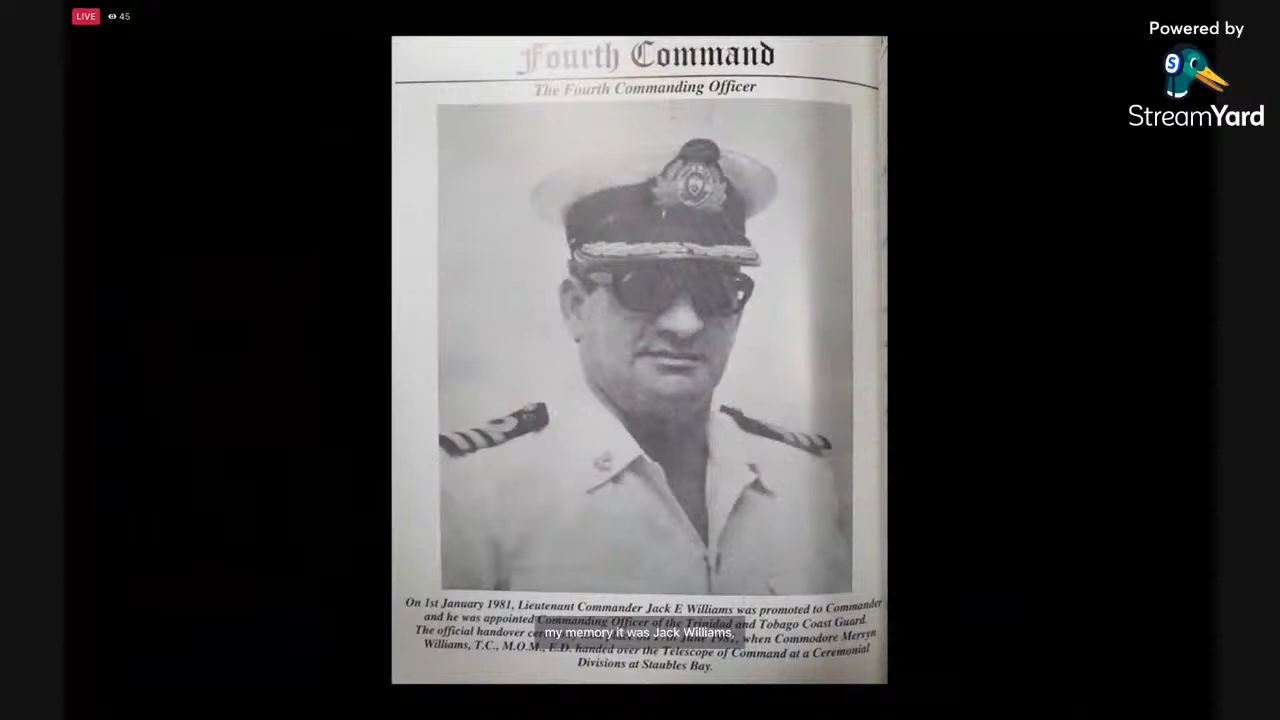 LIVE
45
Powered by
StreamYard
Fourth Command
The Fourth Commanding Officer
On 1st January 1981, Lieutenant Commander Jack E Williams was promoted to Commander
and he was appointed Commanding Officer of the Trinidad and Tobago Coast Guard.
The official handover when Commodore Mervyn
my memory it was Jack Williams,
Williams, T.C., M.O.M., E.D. handed over the Telescope of Command at a Ceremonial
Divisions at Staubles Bay.